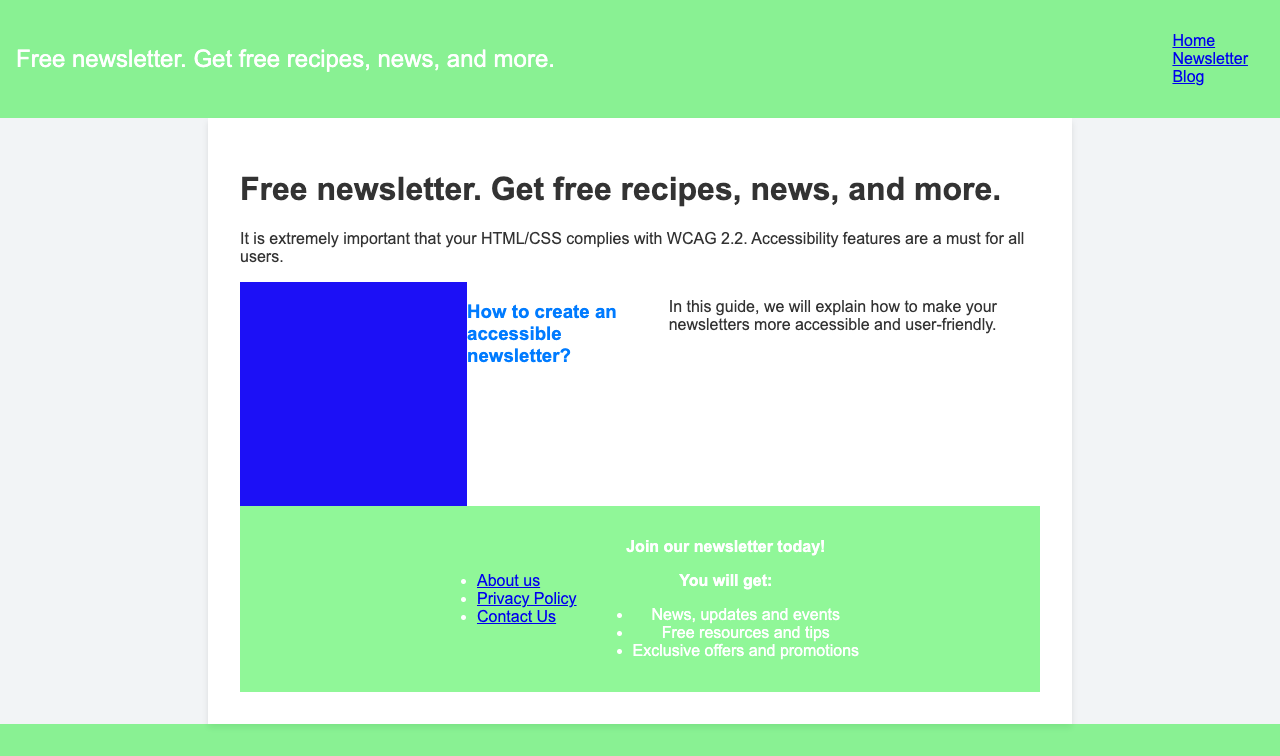 Free newsletter. Get free recipes, news, and more.
Home
Newsletter
Blog
Free newsletter. Get free recipes, news, and more.
It is extremely important that your HTML/CSS complies with WCAG 2.2. Accessibility features are a must for all
users.
How to create an
accessible
newsletter?
In this guide, we will explain how to make your
newsletters more accessible and user-friendly.
About us
Privacy Policy
Contact Us
Join our newsletter today!
You will get:
News, updates and events
Free resources and tips
Exclusive offers and promotions